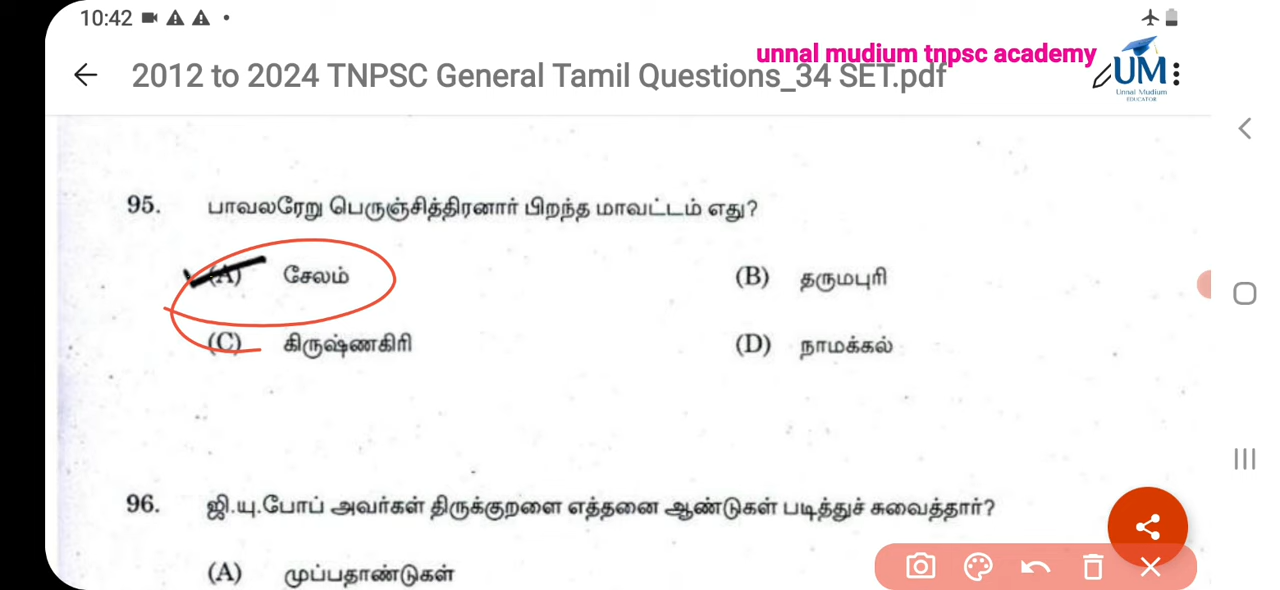 10:42
unnal mudium tnpsc academy
2012 to 2024 TNPSC General Tamil Questions_34 SET.pdf
UM
Unnal Mudium
EDUCATOR
95. பாவலரேறு பெருஞ்சித்திரனார் பிறந்த மாவட்டம் எது?
(A) சேலம் (B) தருமபுரி
(C) கிருஷ்ணகிரி (D) நாமக்கல்
96. ஜி.யு.போப் அவர்கள் திருக்குறளை எத்தனை ஆண்டுகள் படித்துச் சுவைத்தார்?
(A) முப்பதாண்டுகள்